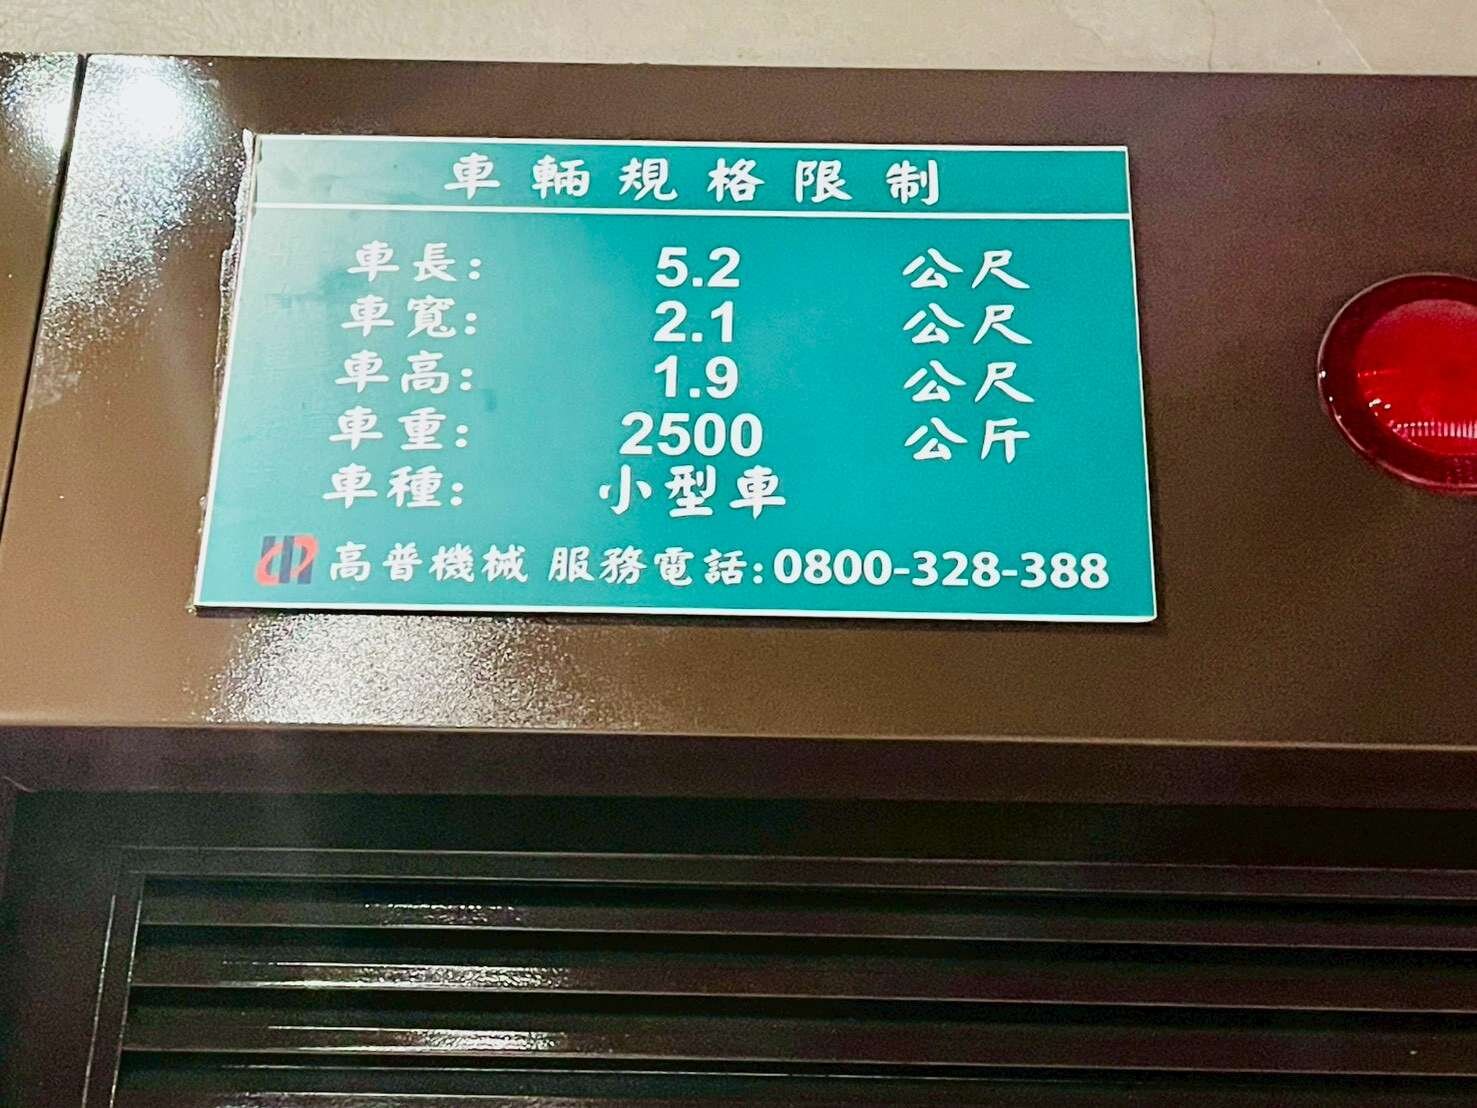 車輛規格限制
車長: 5.2 公尺
車寬: 2.1 公尺
車高: 1.9 公尺
車重: 2500 公斤
車種: 小型車
高普機械 服務電話:0800-328-388